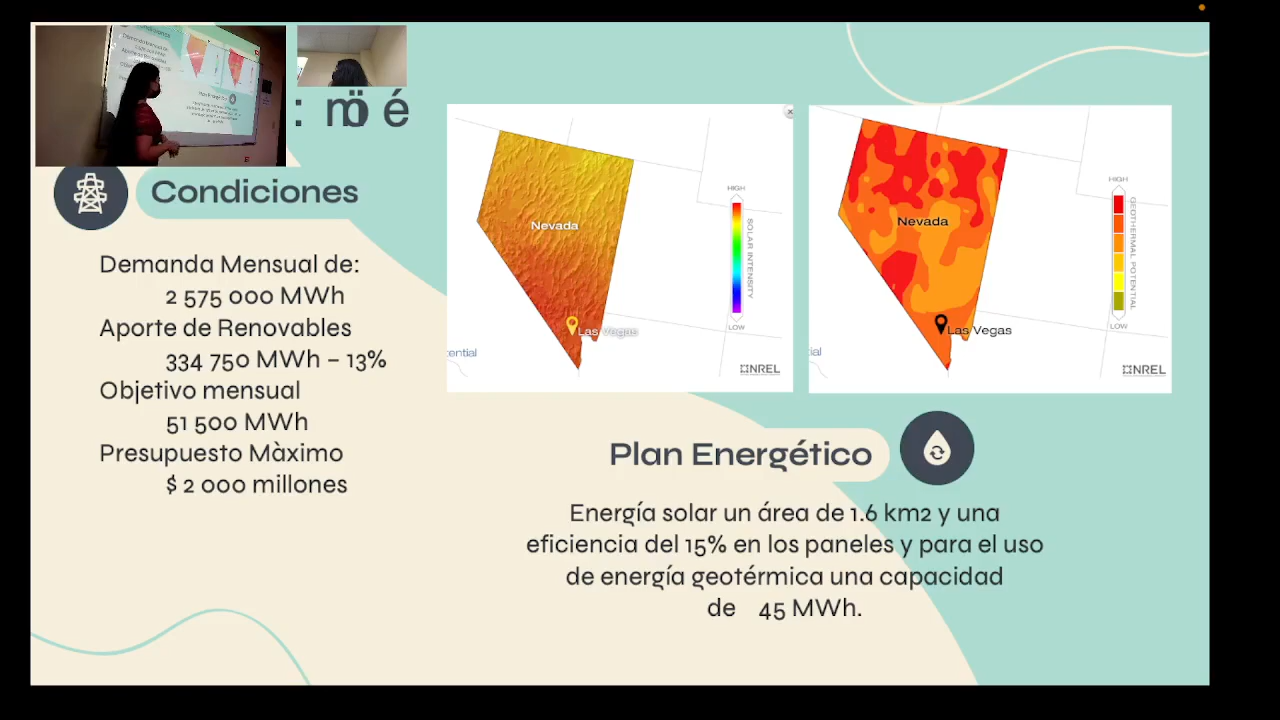 Condiciones
Demanda Mensual de:
2 575 000 MWh
Aporte de Renovables
334 750 MWh – 13%
Objetivo mensual
51 500 MWh
Presupuesto Màximo
$ 2 000 millones
Nevada
Las Vegas
ential
HIGH
SOLAR INTENSITY
LOW
NREL
Nevada
Las Vegas
ial
HIGH
GEOTHERMAL POTENTIAL
LOW
NREL
Plan Energético
Energía solar un área de 1.6 km2 y una
eficiencia del 15% en los paneles y para el uso
de energía geotérmica una capacidad
de 45 MWh.